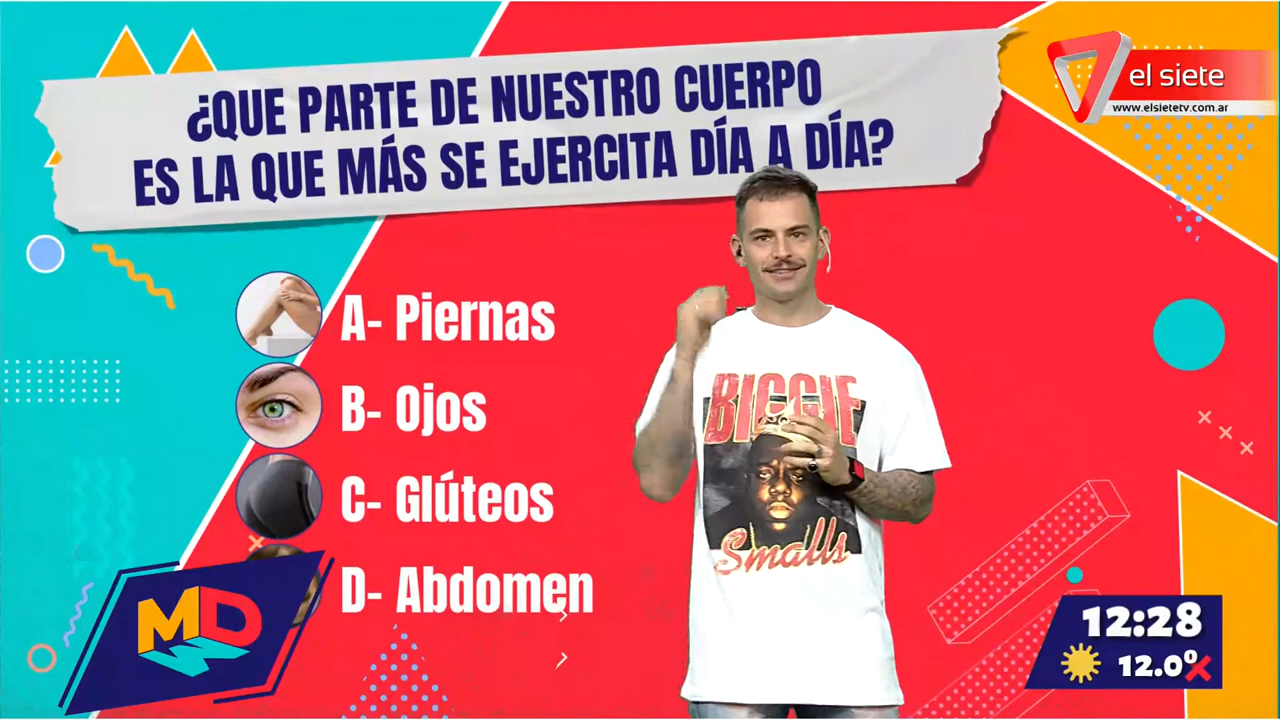 ¿QUE PARTE DE NUESTRO CUERPO
ES LA QUE MÁS SE EJERCITA DÍA A DÍA?
el siete
www.elsietetv.com.ar
A- Piernas
B- Ojos
C- Glúteos
D- Abdomen
BIGGIE
Smalls
MD
12:28
12.0º